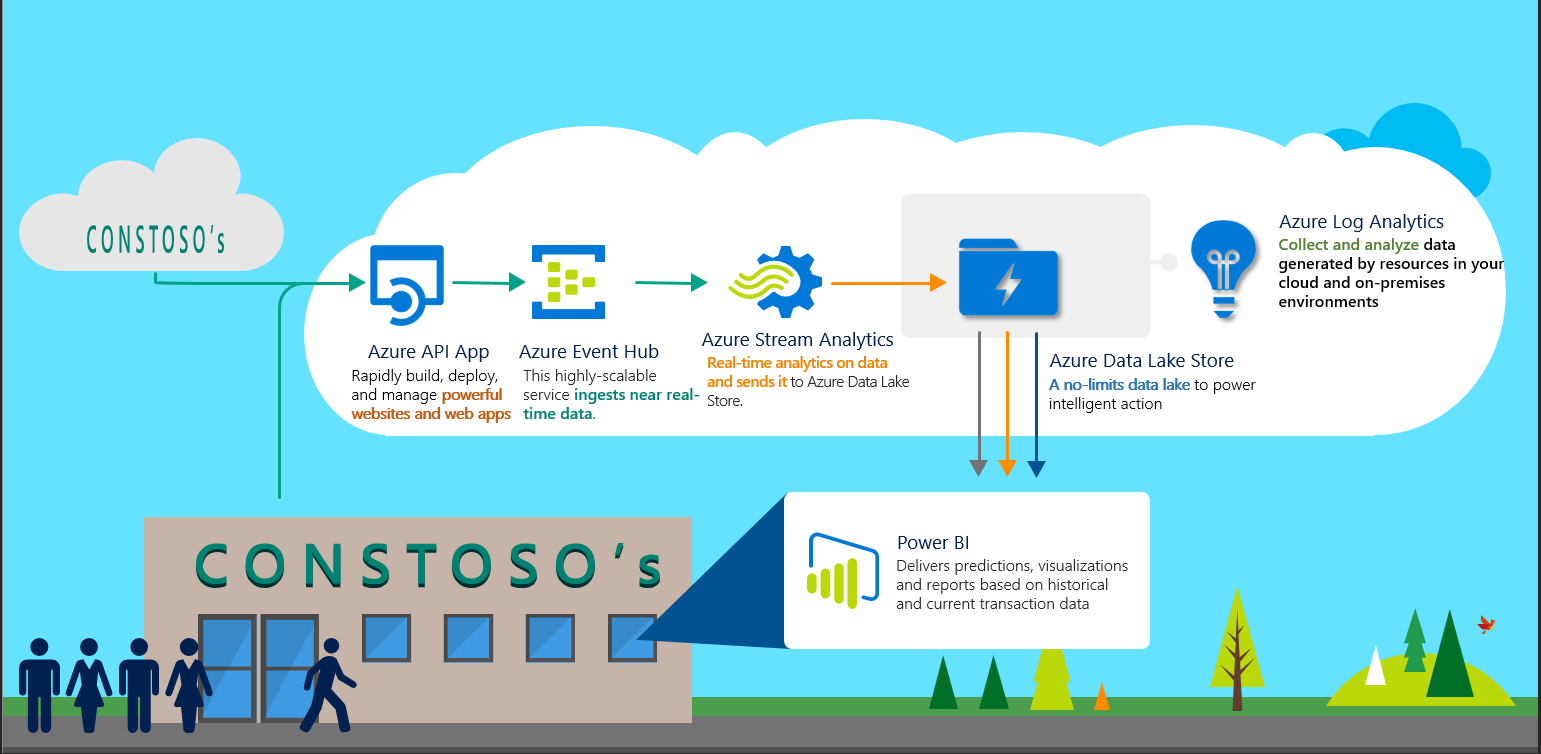 CONSTOSO's
Azure API App
Rapidly build, deploy,
and manage powerful
websites and web apps
Azure Event Hub
This highly-scalable
service ingests near real-
time data.
Azure Stream Analytics
Real-time analytics on data
and sends it to Azure Data Lake
Store.
Azure Data Lake Store
A no-limits data lake to power
intelligent action
Azure Log Analytics
Collect and analyze data
generated by resources in your
cloud and on-premises
environments
CONSTOSO's
Power BI
Delivers predictions, visualizations
and reports based on historical
and current transaction data